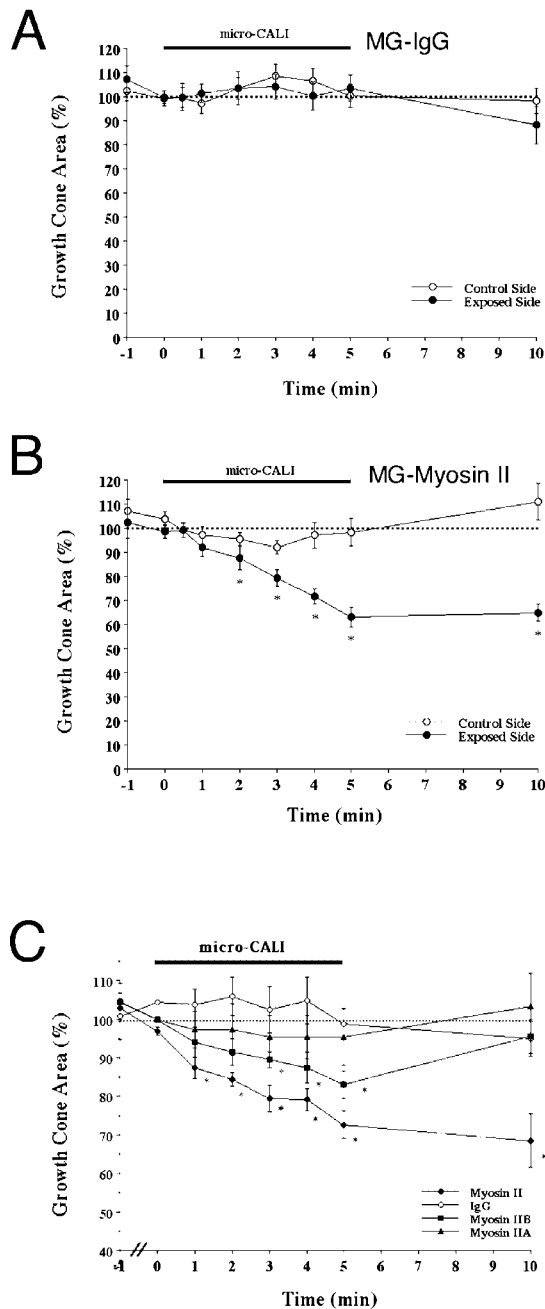 A
micro-CALI
MG-IgG
120
110
100
90
80
70
60
50
40
30
20
10
0
Growth Cone Area (%)
Control Side
Exposed Side
-1 0 1 2 3 4 5 6 7 8 9 10
Time (min)
B
micro-CALI
MG-Myosin II
120
110
100
90
80
70
60
50
40
30
20
10
0
Growth Cone Area (%)
* * * * *
Control Side
Exposed Side
-1 0 1 2 3 4 5 6 7 8 9 10
Time (min)
C
micro-CALI
110
100
90
80
70
60
50
40
Growth Cone Area (%)
* * * * * * * * *
Myosin II
IgG
Myosin IIB
Myosin IIA
-1 // 0 1 2 3 4 5 6 7 8 9 10
Time (min)